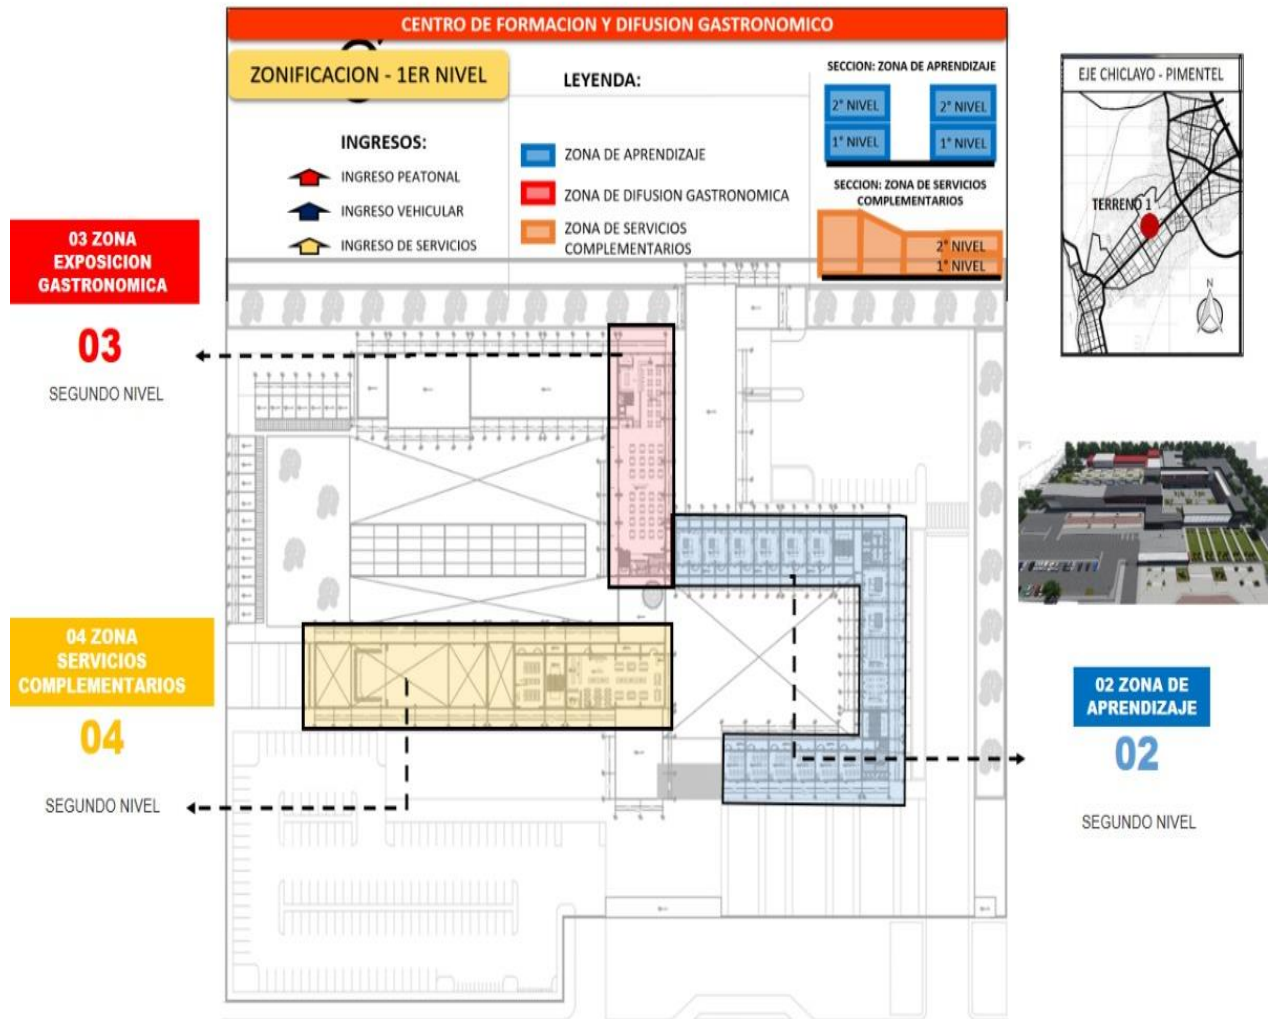 CENTRO DE FORMACION Y DIFUSION GASTRONOMICO
ZONIFICACION - 1ER NIVEL
INGRESOS:
INGRESO PEATONAL
INGRESO VEHICULAR
INGRESO DE SERVICIOS
LEYENDA:
ZONA DE APRENDIZAJE
ZONA DE DIFUSION GASTRONOMICA
ZONA DE SERVICIOS
COMPLEMENTARIOS
SECCION: ZONA DE APRENDIZAJE
2° NIVEL
2° NIVEL
1° NIVEL
1° NIVEL
SECCION: ZONA DE SERVICIOS
COMPLEMENTARIOS
2° NIVEL
1° NIVEL
EJE CHICLAYO - PIMENTEL
TERRENO 1
N
03 ZONA
EXPOSICION
GASTRONOMICA
03
SEGUNDO NIVEL
04 ZONA
SERVICIOS
COMPLEMENTARIOS
04
SEGUNDO NIVEL
02 ZONA DE
APRENDIZAJE
02
SEGUNDO NIVEL